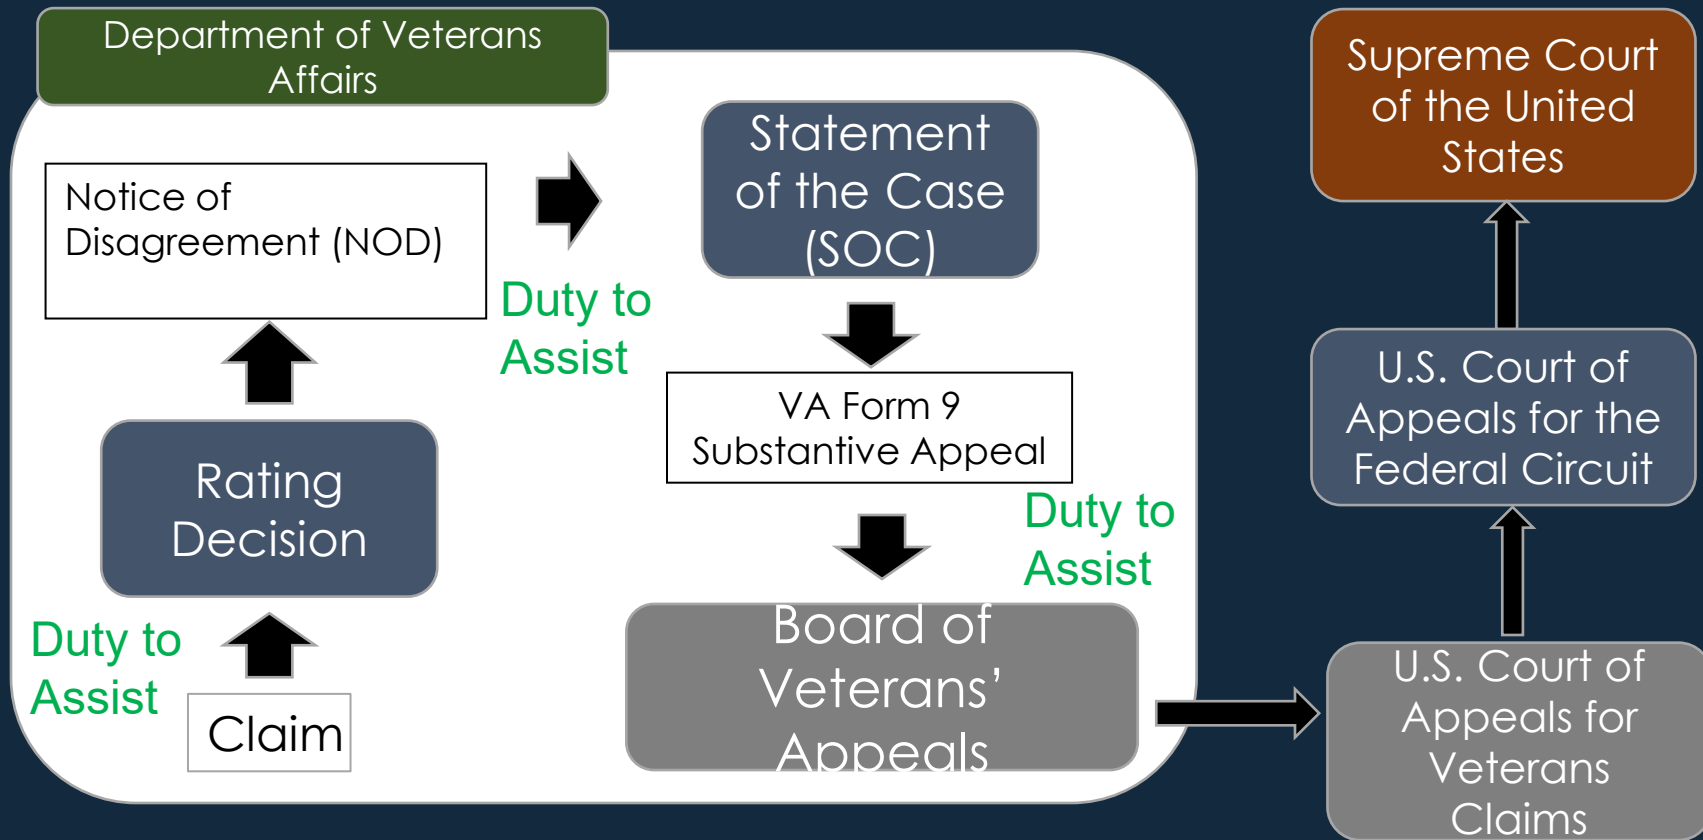 Department of Veterans
Affairs
Notice of
Disagreement (NOD)
Duty to
Assist
Rating
Decision
Duty to
Assist
Claim
Statement
of the Case
(SOC)
VA Form 9
Substantive Appeal
Duty to
Assist
Board of
Veterans’
Appeals
Supreme Court
of the United
States
U.S. Court of
Appeals for the
Federal Circuit
U.S. Court of
Appeals for
Veterans
Claims